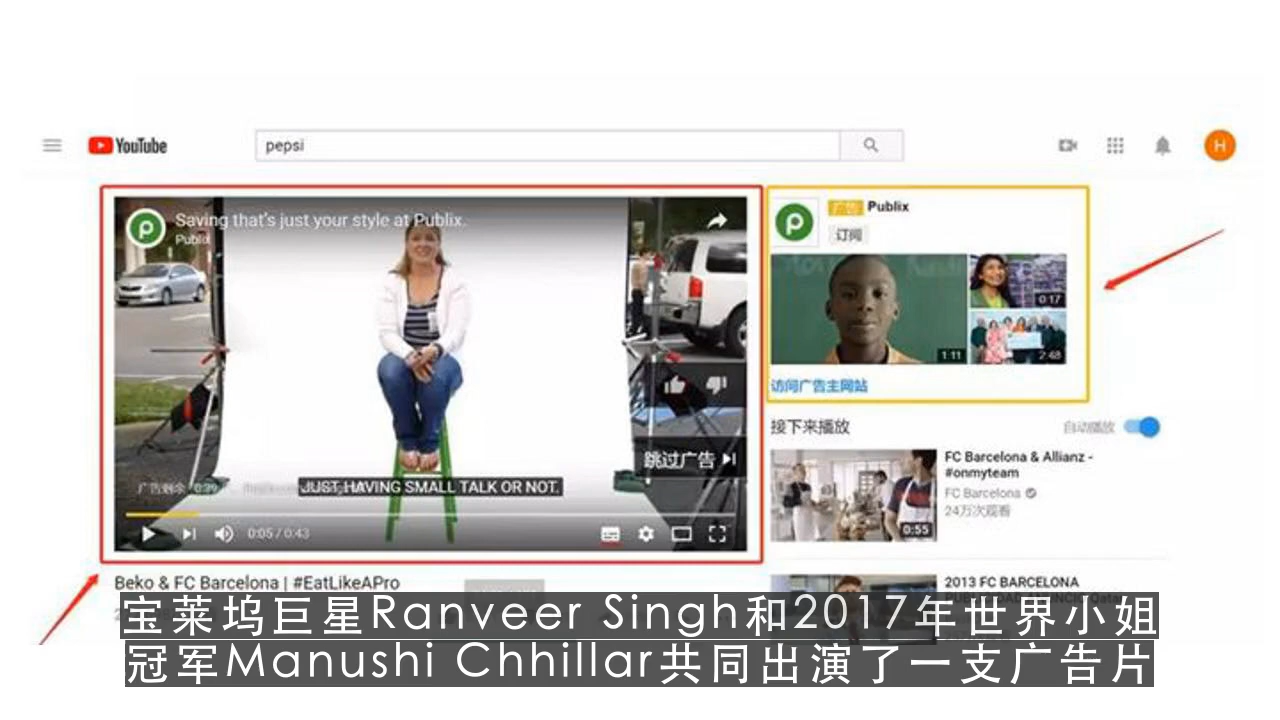 YouTube
pepsi
H
Saving that's just your style at Publix.
Publix
广告 Publix
订阅
0:17
1:11
2:48
访问广告主网站
接下来播放
自动播放
跳过广告
广告剩余 0:39
JUST HAVING SMALL TALK OR NOT.
0:05 / 0:43
FC Barcelona & Allianz -
#onmyteam
FC Barcelona
24万次观看
0:55
Beko & FC Barcelona | #EatLikeAPro
2013 FC BARCELONA
宝莱坞巨星Ranveer Singh和2017年世界小姐
冠军Manushi Chhillar共同出演了一支广告片